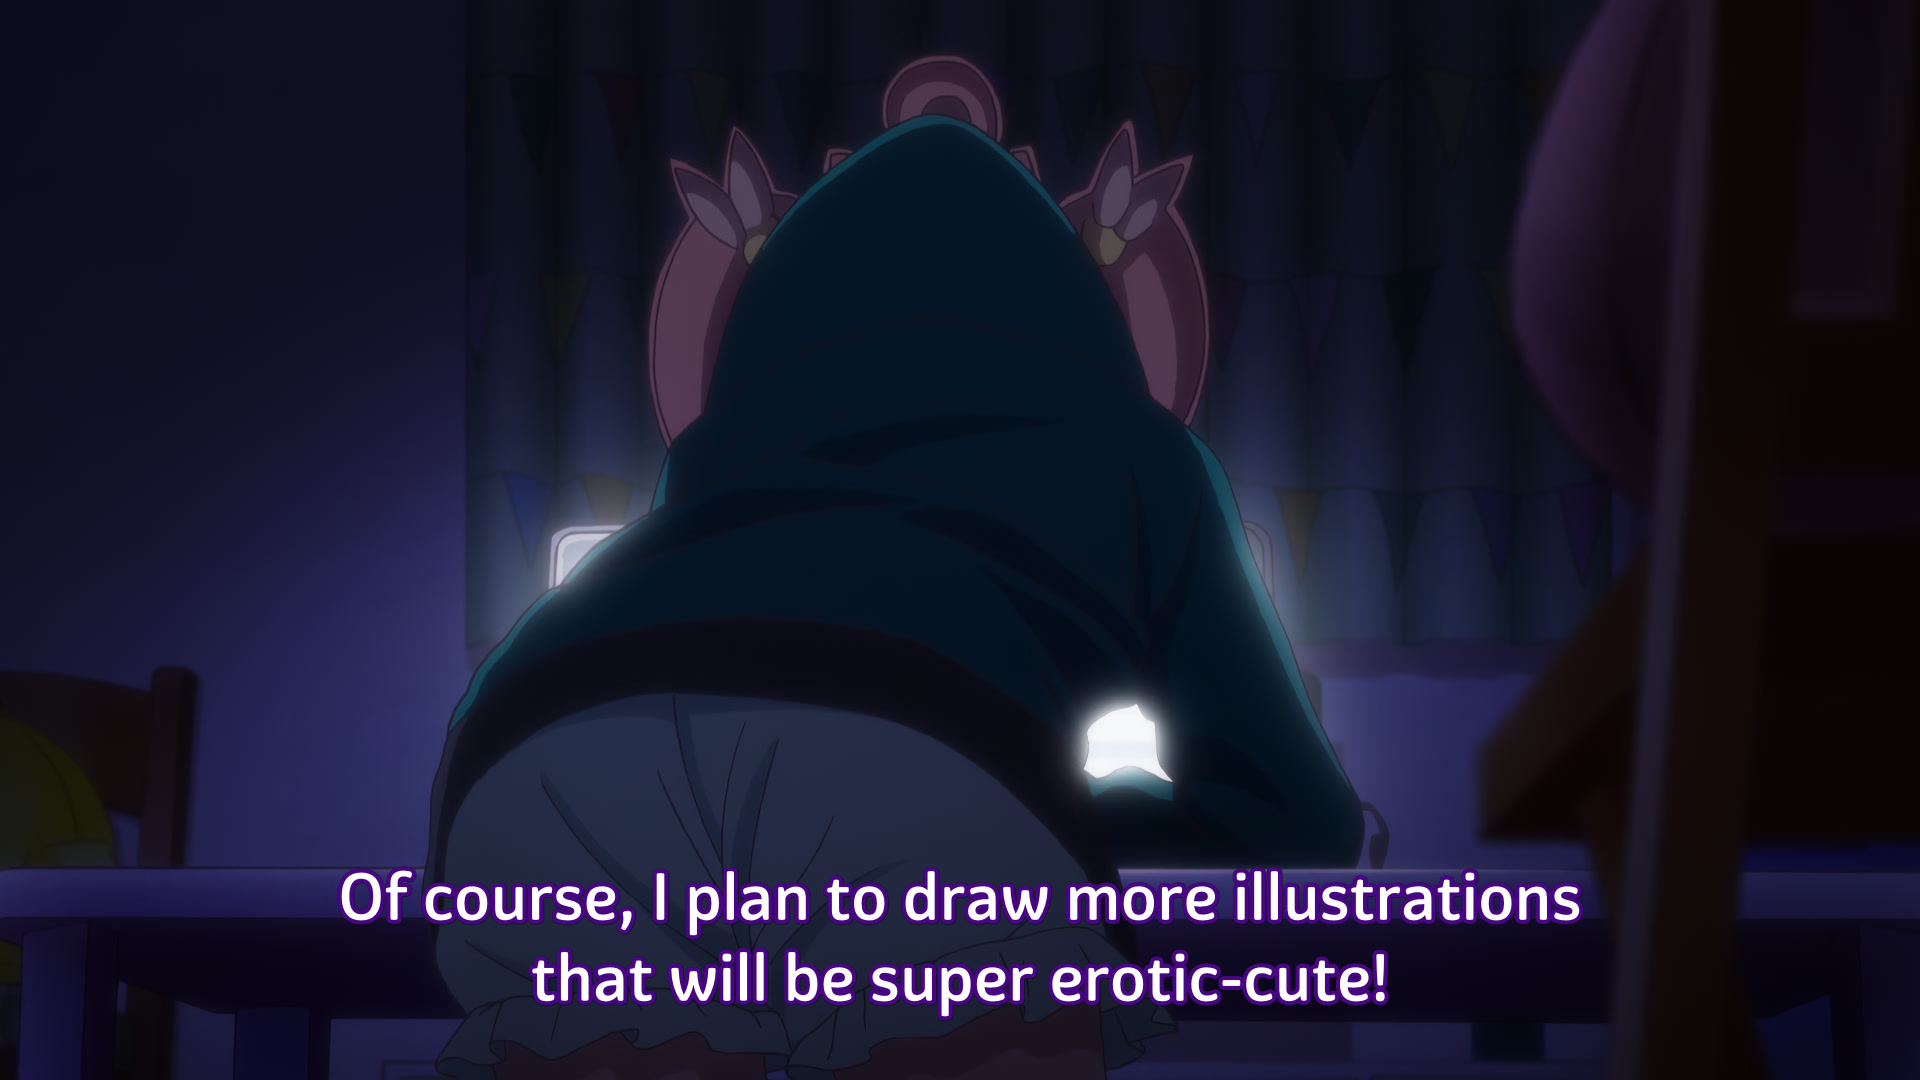 Of course, I plan to draw more illustrations
that will be super erotic-cute!